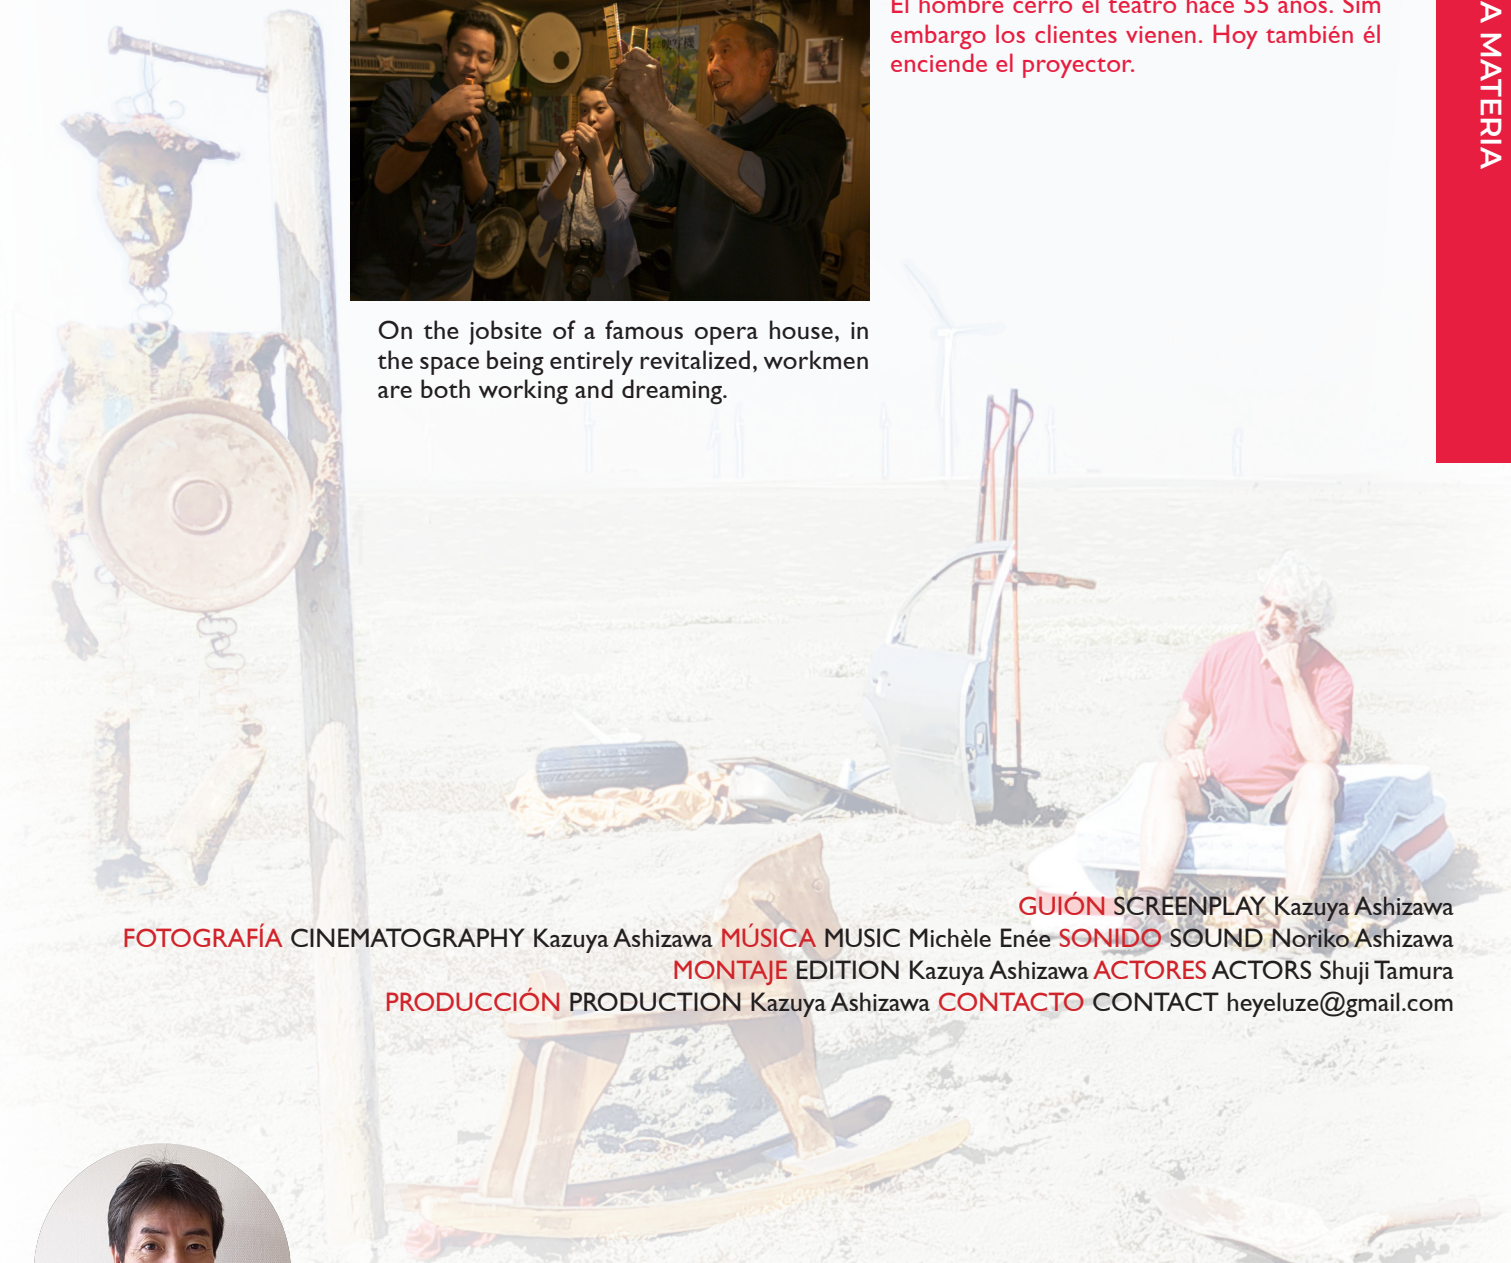 El hombre cerró el teatro hace 55 años. Sim
embargo los clientes vienen. Hoy también él
enciende el proyector.
A MATERIA
On the jobsite of a famous opera house, in
the space being entirely revitalized, workmen
are both working and dreaming.
GUIÓN SCREENPLAY Kazuya Ashizawa
FOTOGRAFÍA CINEMATOGRAPHY Kazuya Ashizawa MÚSICA MUSIC Michèle Enée SONIDO SOUND Noriko Ashizawa
MONTAJE EDITION Kazuya Ashizawa ACTORES ACTORS Shuji Tamura
PRODUCCIÓN PRODUCTION Kazuya Ashizawa CONTACTO CONTACT heyeluze@gmail.com